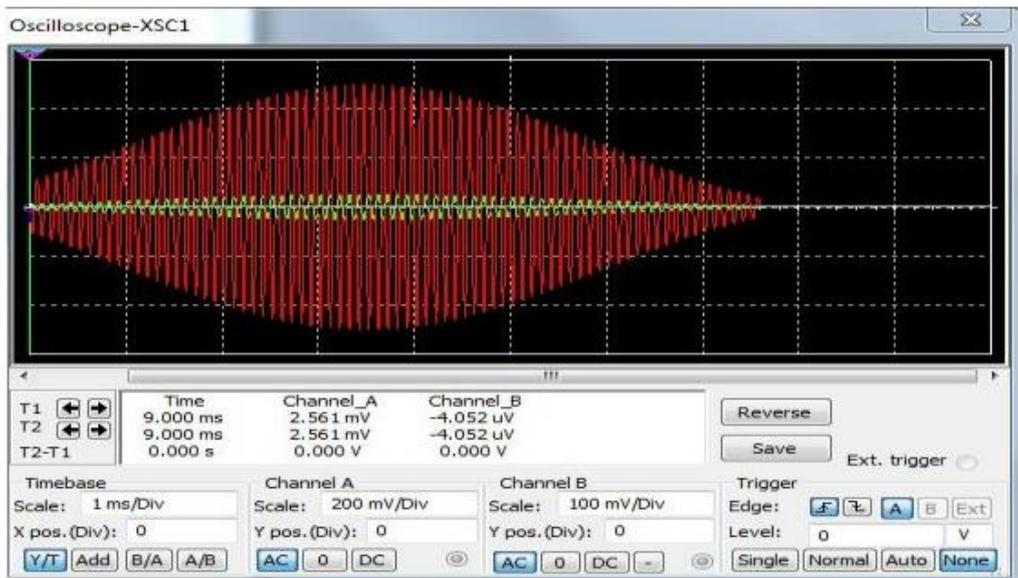 Oscilloscope-XSC1
Time Channel_A Channel_B
T1 9.000 ms 2.561 mV -4.052 uV
T2 9.000 ms 2.561 mV -4.052 uV
T2-T1 0.000 s 0.000 V 0.000 V
Reverse
Save
Ext. trigger
Timebase Channel A Channel B Trigger
Scale: 1 ms/Div Scale: 200 mV/Div Scale: 100 mV/Div Edge: A B Ext
X pos.(Div): 0 Y pos.(Div): 0 Y pos.(Div): 0 Level: 0 V
Y/T Add B/A A/B AC 0 DC AC 0 DC - Single Normal Auto None